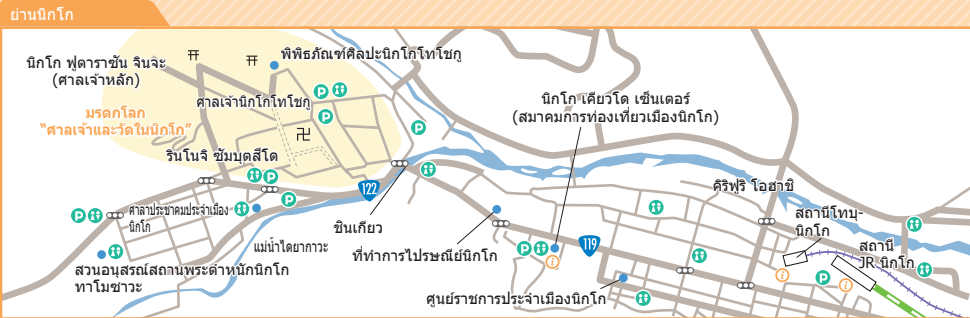 ย่านนิกโก
นิกโก ฟูตาราซัน จินจะ
(ศาลเจ้าหลัก)
พิพิธภัณฑ์ศิลปะนิกโกโทโชกู
ศาลเจ้านิกโกโทโชกู
มรดกโลก
“ศาลเจ้าและวัดในนิกโก”
รินโนจิ ซัมบุตสึโด
นิกโก เคียวโด เซ็นเตอร์
(สมาคมการท่องเที่ยวเมืองนิกโก)
คิริฟูริ โอฮาชิ
122
ศาลาประชาคมประจำเมือง
นิกโก
ชินเกียว
แม่น้ำไดยากาวะ
สวนอนุสรณ์สถานพระตำหนักนิกโก
ทาโมซาวะ
ที่ทำการไปรษณีย์นิกโก
119
สถานีโทบุ-
นิกโก
สถานี
JR นิกโก
ศูนย์ราชการประจำเมืองนิกโก
P
P
P
P
P
P
P
P
i
i
i